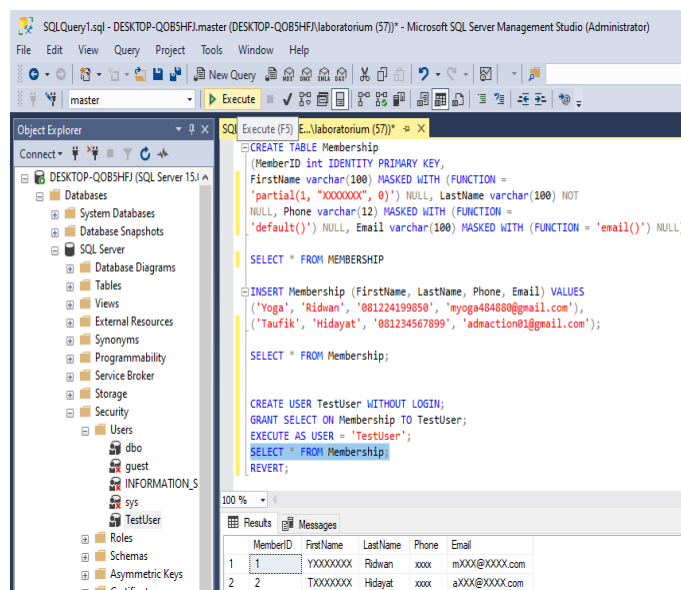 SQLQuery1.sql - DESKTOP-QOB5HFJ.master (DESKTOP-QOB5HFJ\laboratorium (57))* - Microsoft SQL Server Management Studio (Administrator)
File Edit View Query Project Tools Window Help
New Query
master Execute
Object Explorer
SQL Execute (F5) E...\laboratorium (57))*
Connect
DESKTOP-QOB5HFJ (SQL Server 15.(
Databases
System Databases
Database Snapshots
SQL Server
Database Diagrams
Tables
Views
External Resources
Synonyms
Programmability
Service Broker
Storage
Security
Users
dbo
guest
INFORMATION_S
sys
TestUser
Roles
Schemas
Asymmetric Keys
CREATE TABLE Membership
(MemberID int IDENTITY PRIMARY KEY,
FirstName varchar(100) MASKED WITH (FUNCTION =
'partial(1, "XXXXXXX", 0)') NULL, LastName varchar(100) NOT
NULL, Phone varchar(12) MASKED WITH (FUNCTION =
'default()') NULL, Email varchar(100) MASKED WITH (FUNCTION = 'email()') NULL)
SELECT * FROM MEMBERSHIP
INSERT Membership (FirstName, LastName, Phone, Email) VALUES
('Yoga', 'Ridwan', '081224199850', 'myoga484880@gmail.com'),
('Taufik', 'Hidayat', '081234567899', 'admaction01@gmail.com');
SELECT * FROM Membership;
CREATE USER TestUser WITHOUT LOGIN;
GRANT SELECT ON Membership TO TestUser;
EXECUTE AS USER = 'TestUser';
SELECT * FROM Membership;
REVERT;
100 %
Results Messages
MemberID FirstName LastName Phone Email
1 1 YXXXXXXX Ridwan xxxx mXXX@XXXX.com
2 2 TXXXXXXX Hidayat xxxx aXXX@XXXX.com